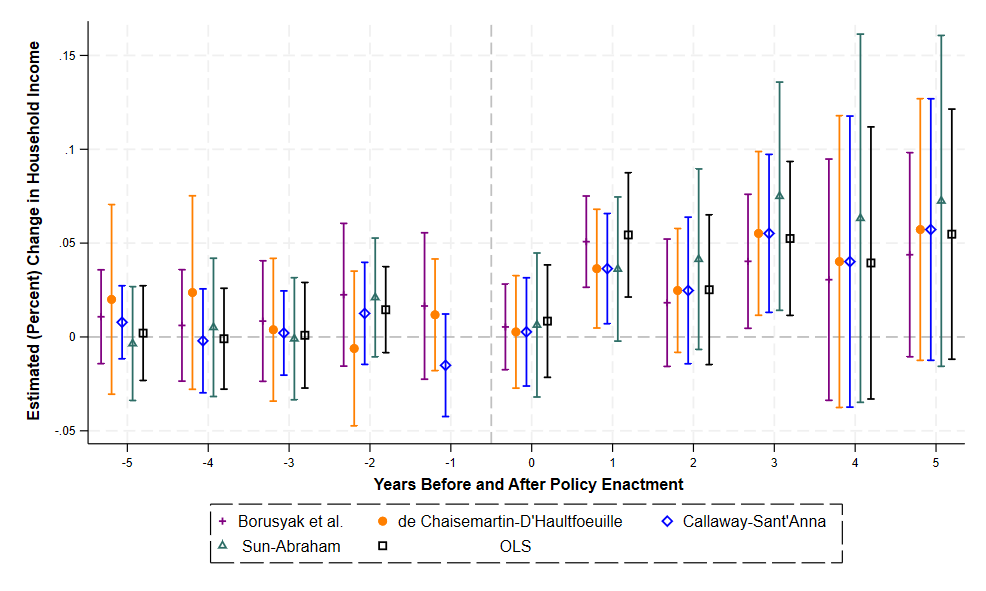 Estimated (Percent) Change in Household Income
.15
.1
.05
0
-.05
-5 -4 -3 -2 -1 0 1 2 3 4 5
Years Before and After Policy Enactment
Borusyak et al. de Chaisemartin-D'Haultfoeuille Callaway-Sant'Anna
Sun-Abraham OLS